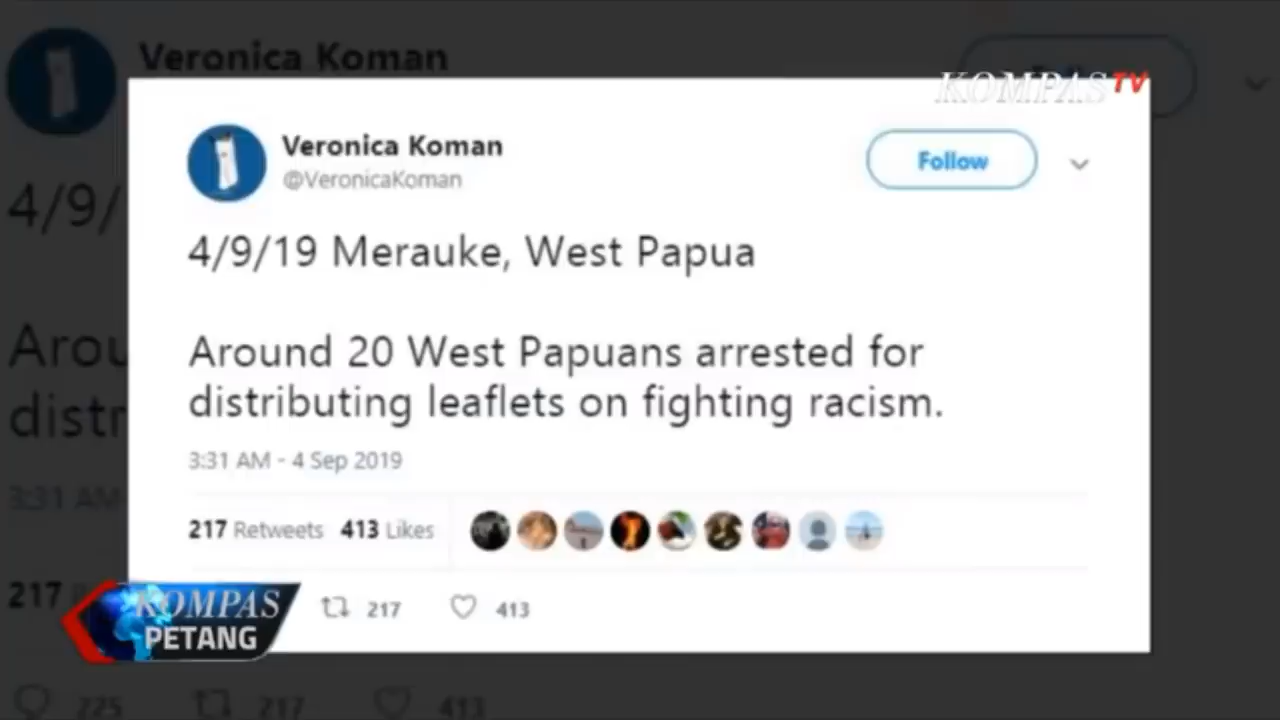 Veronica Koman
KOMPAS TV
Veronica Koman
@VeronicaKoman
Follow
4/9/
4/9/19 Merauke, West Papua
Arou
Around 20 West Papuans arrested for
distr
distributing leaflets on fighting racism.
3:31 AM
3:31 AM - 4 Sep 2019
217 Retweets 413 Likes
217
KOMPAS
PETANG
217 413
225 217 413